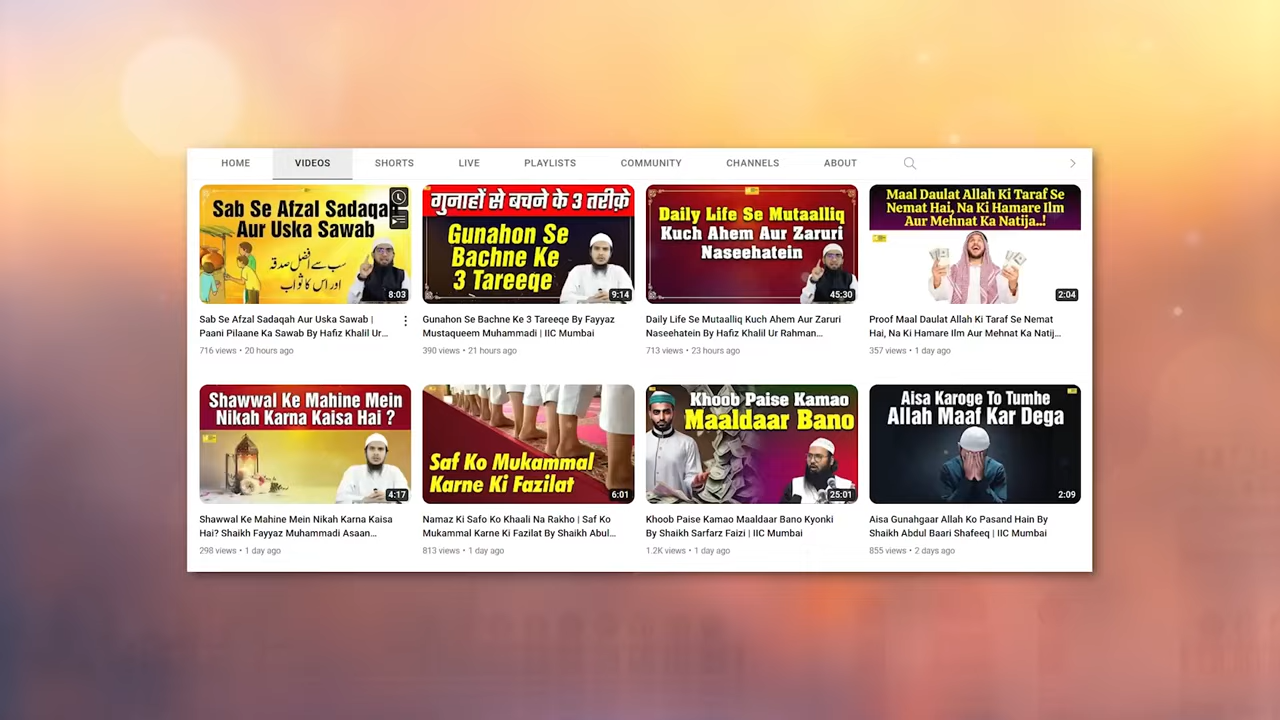 HOME VIDEOS SHORTS LIVE PLAYLISTS COMMUNITY CHANNELS ABOUT
Sab Se Afzal Sadaqah
Aur Uska Sawab
سب سے افضل صدقہ
اور اس کا ثواب
8:03
Sab Se Afzal Sadaqah Aur Uska Sawab |
Paani Pilaane Ka Sawab By Hafiz Khalil Ur...
716 views • 20 hours ago
गुनाहों से बचने के 3 तरीक़े
Gunahon Se
Bachne Ke
3 Tareeqe
9:14
Gunahon Se Bachne Ke 3 Tareeqe By Fayyaz
Mustaqueem Muhammadi | IIC Mumbai
390 views • 21 hours ago
Daily Life Se Mutaalliq
Kuch Ahem Aur Zaruri
Naseehatein
45:30
Daily Life Se Mutaalliq Kuch Ahem Aur Zaruri
Naseehatein By Hafiz Khalil Ur Rahman...
713 views • 23 hours ago
Maal Daulat Allah Ki Taraf Se
Nemat Hai, Na Ki Hamare Ilm
Aur Mehnat Ka Natija..!
2:04
Proof Maal Daulat Allah Ki Taraf Se Nemat
Hai, Na Ki Hamare Ilm Aur Mehnat Ka Natij...
357 views • 1 day ago
Shawwal Ke Mahine Mein
Nikah Karna Kaisa Hai ?
4:17
Shawwal Ke Mahine Mein Nikah Karna Kaisa
Hai? Shaikh Fayyaz Muhammadi Asaan...
298 views • 1 day ago
Saf Ko Mukammal
Karne Ki Fazilat
6:01
Namaz Ki Safo Ko Khaali Na Rakho | Saf Ko
Mukammal Karne Ki Fazilat By Shaikh Abul...
813 views • 1 day ago
Khoob Paise Kamao
Maaldaar Bano
25:01
Khoob Paise Kamao Maaldaar Bano Kyonki
By Shaikh Sarfarz Faizi | IIC Mumbai
1.2K views • 1 day ago
Aisa Karoge To Tumhe
Allah Maaf Kar Dega
2:09
Aisa Gunahgaar Allah Ko Pasand Hain By
Shaikh Abdul Baari Shafeeq | IIC Mumbai
855 views • 2 days ago